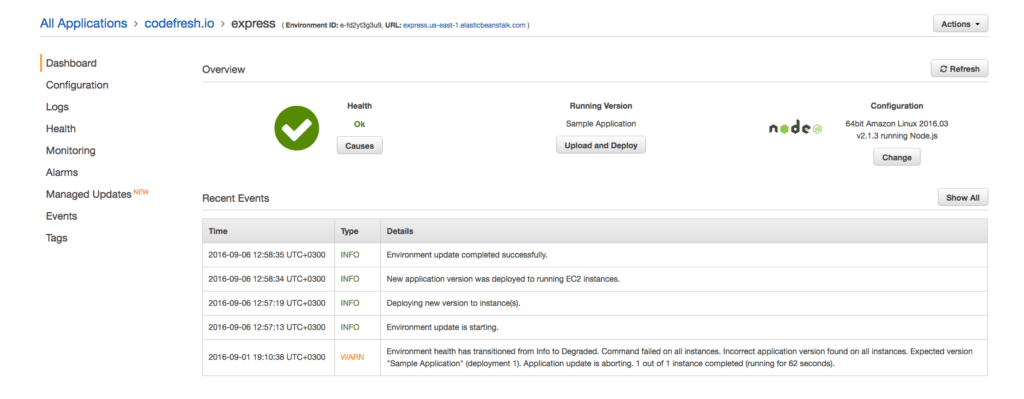 All Applications › codefresh.io › express ( Environment ID: e-fd2yt3g3u9, URL: express.us-east-1.elasticbeanstalk.com )
Actions
Dashboard
Configuration
Logs
Health
Monitoring
Alarms
Managed Updates NEW
Events
Tags
Overview
Refresh
Health
Ok
Causes
Running Version
Sample Application
Upload and Deploy
node JS
Configuration
64bit Amazon Linux 2016.03
v2.1.3 running Node.js
Change
Recent Events
Show All
Time Type Details
2016-09-06 12:58:35 UTC+0300 INFO Environment update completed successfully.
2016-09-06 12:58:34 UTC+0300 INFO New application version was deployed to running EC2 instances.
2016-09-06 12:57:19 UTC+0300 INFO Deploying new version to instance(s).
2016-09-06 12:57:13 UTC+0300 INFO Environment update is starting.
2016-09-01 19:10:38 UTC+0300 WARN Environment health has transitioned from Info to Degraded. Command failed on all instances. Incorrect application version found on all instances. Expected version
"Sample Application" (deployment 1). Application update is aborting. 1 out of 1 instance completed (running for 62 seconds).